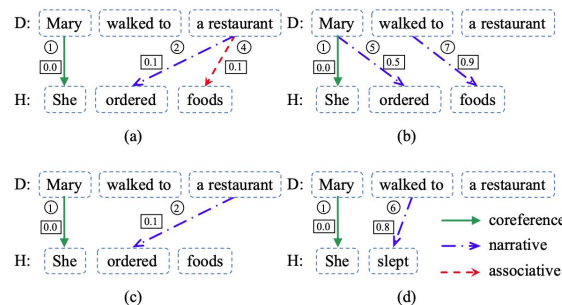 D: Mary walked to a restaurant D: Mary walked to a restaurant
① ② ④ ① ⑤ ⑦
0.0 0.1 0.1 0.0 0.5 0.9
H: She ordered foods H: She ordered foods
(a) (b)
D: Mary walked to a restaurant D: Mary walked to a restaurant
① ② ① ⑥
0.0 0.1 0.0 0.8
coreference
narrative
associative
H: She ordered foods H: She slept
(c) (d)